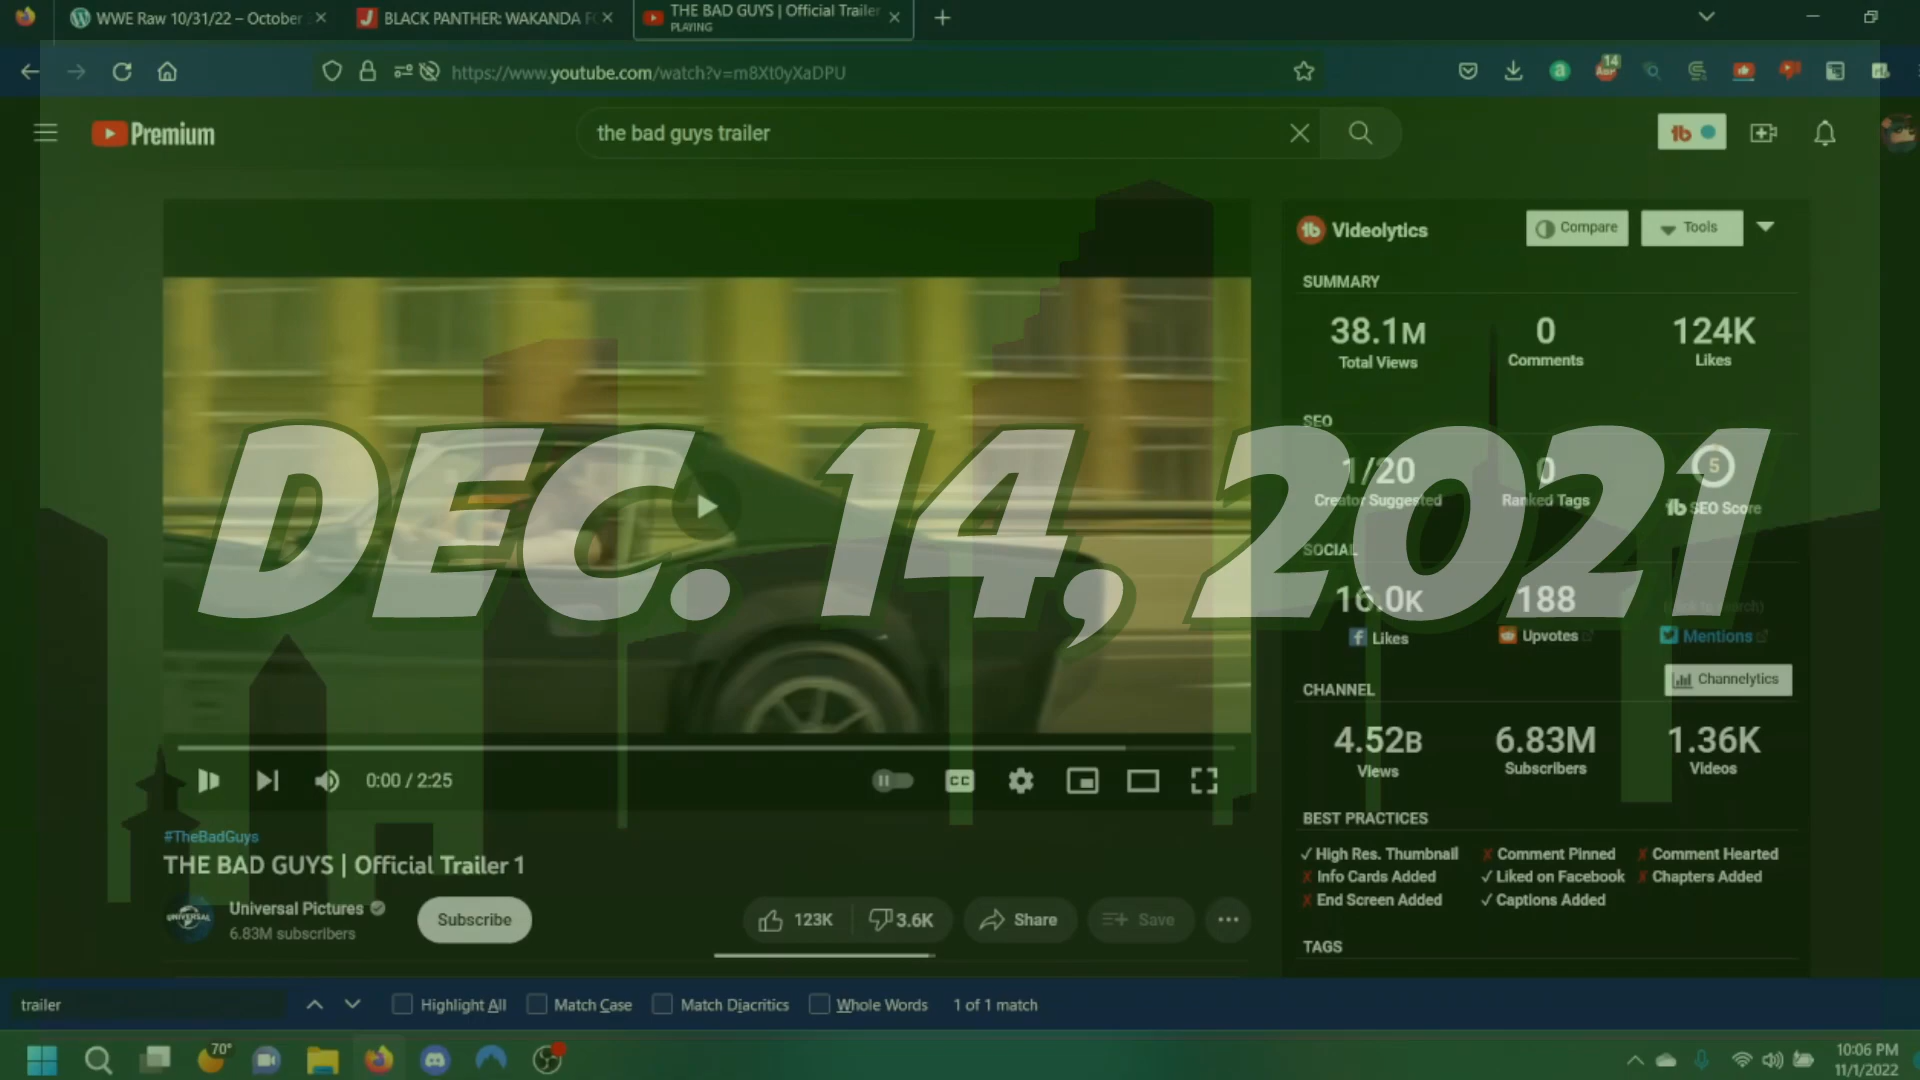 WWE Raw 10/31/22 – October
BLACK PANTHER: WAKANDA F
THE BAD GUYS | Official Trailer
PLAYING
https://www.youtube.com/watch?v=m8Xt0yXaDPU
14
ABP
Premium
the bad guys trailer
Videolytics
Compare
Tools
SUMMARY
38.1M
0
124K
Total Views
Comments
Likes
SEO
1/20
0
5
Creator Suggested
Ranked Tags
SEO Score
DEC. 14, 2021
SOCIAL
16.0K
188
Likes
Upvotes
Mentions
Channelytics
CHANNEL
4.52B
6.83M
1.36K
Views
Subscribers
Videos
BEST PRACTICES
✓ High Res. Thumbnail
✗ Comment Pinned
✗ Comment Hearted
✗ Info Cards Added
✓ Liked on Facebook
✗ Chapters Added
✗ End Screen Added
✓ Captions Added
TAGS
0:00 / 2:25
CC
#TheBadGuys
THE BAD GUYS | Official Trailer 1
UNIVERSAL
Universal Pictures
6.83M subscribers
Subscribe
123K
3.6K
Share
Save
trailer
Highlight All
Match Case
Match Diacritics
Whole Words
1 of 1 match
70°
10:06 PM
11/1/2022